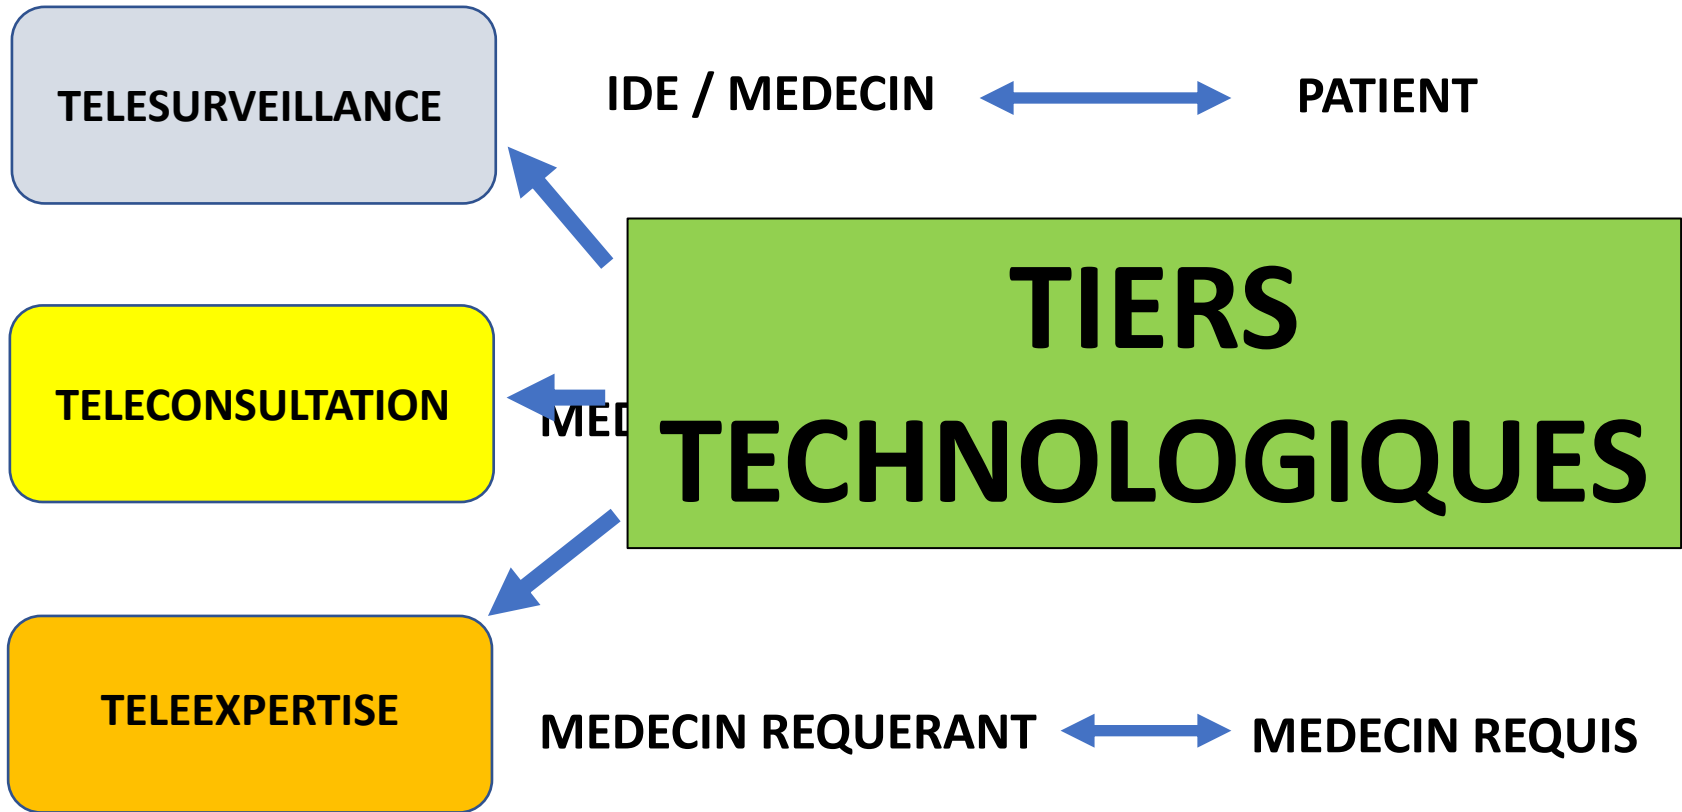 TELESURVEILLANCE
IDE / MEDECIN
PATIENT
TIERS
TECHNOLOGIQUES
TELECONSULTATION
TELEEXPERTISE
MEDECIN REQUERANT
MEDECIN REQUIS